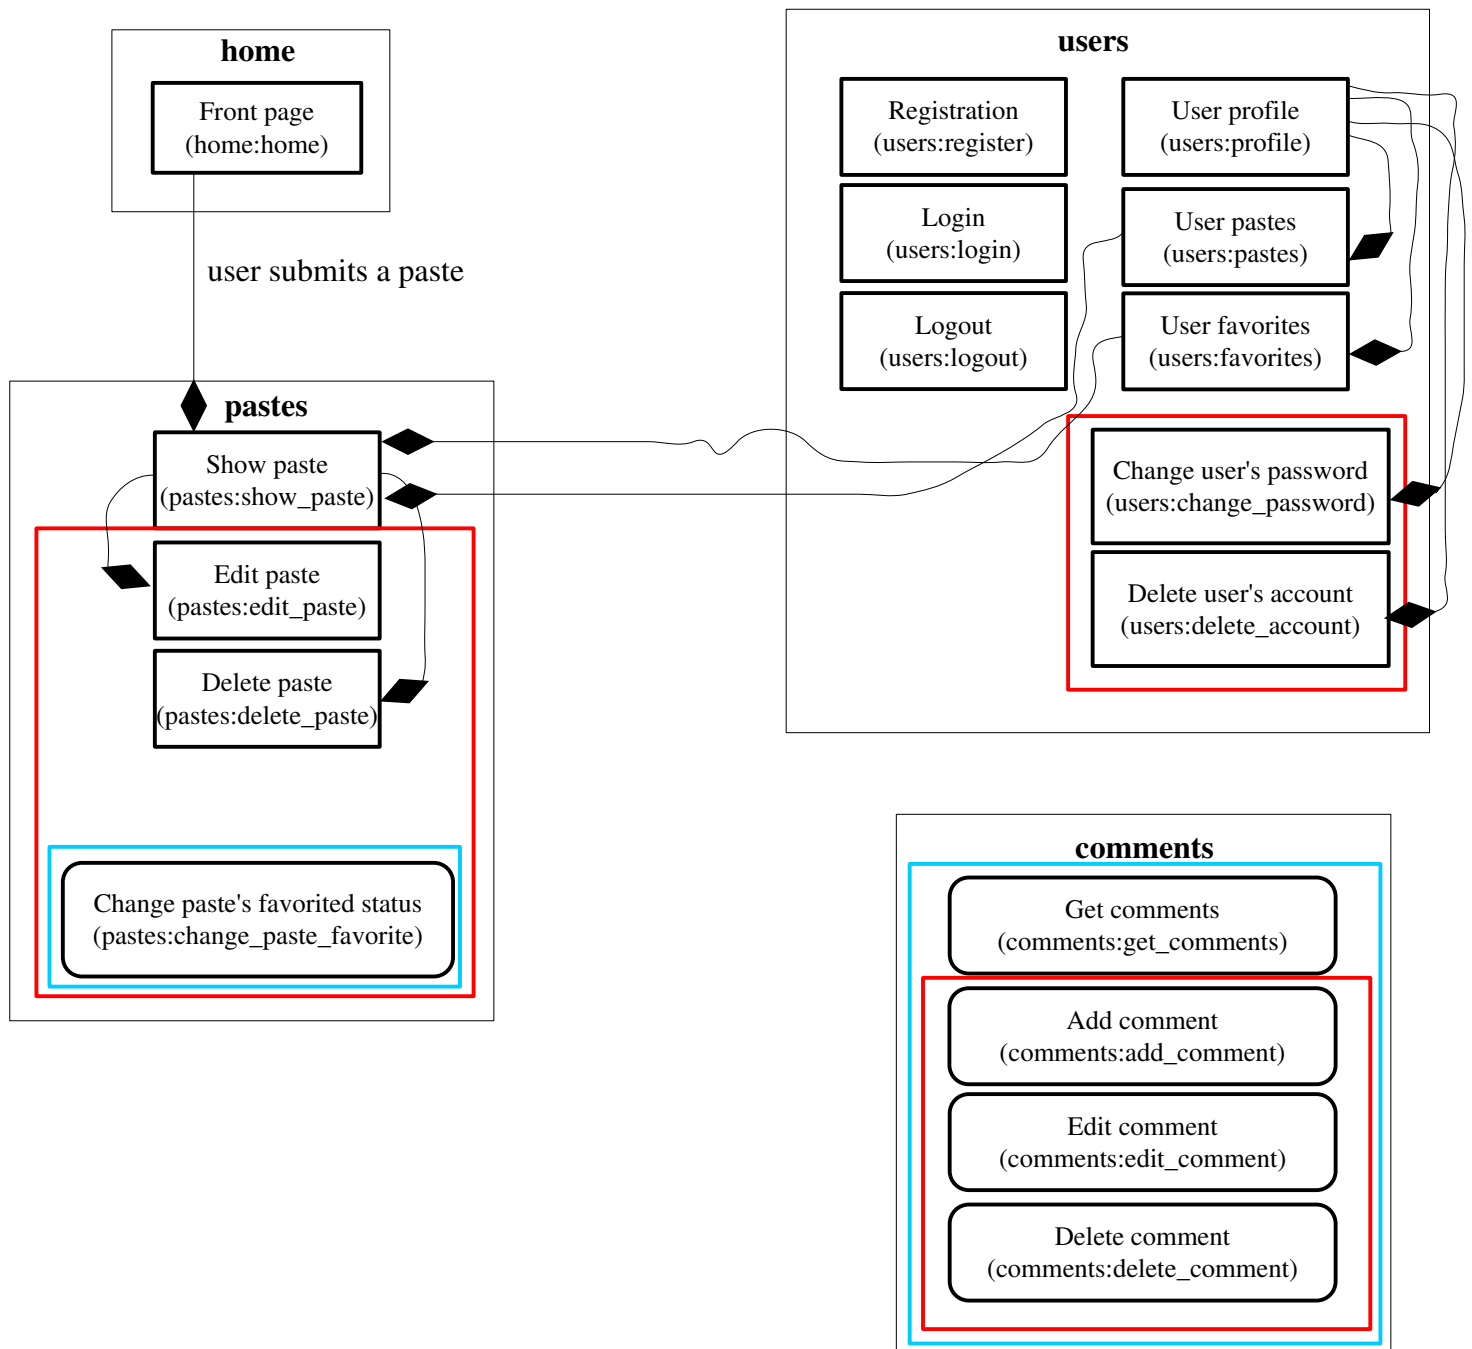 home
Front page
(home:home)
user submits a paste
pastes
Show paste
(pastes:show_paste)
Edit paste
(pastes:edit_paste)
Delete paste
(pastes:delete_paste)
Change paste's favorited status
(pastes:change_paste_favorite)
users
Registration
(users:register)
Login
(users:login)
Logout
(users:logout)
User profile
(users:profile)
User pastes
(users:pastes)
User favorites
(users:favorites)
Change user's password
(users:change_password)
Delete user's account
(users:delete_account)
comments
Get comments
(comments:get_comments)
Add comment
(comments:add_comment)
Edit comment
(comments:edit_comment)
Delete comment
(comments:delete_comment)